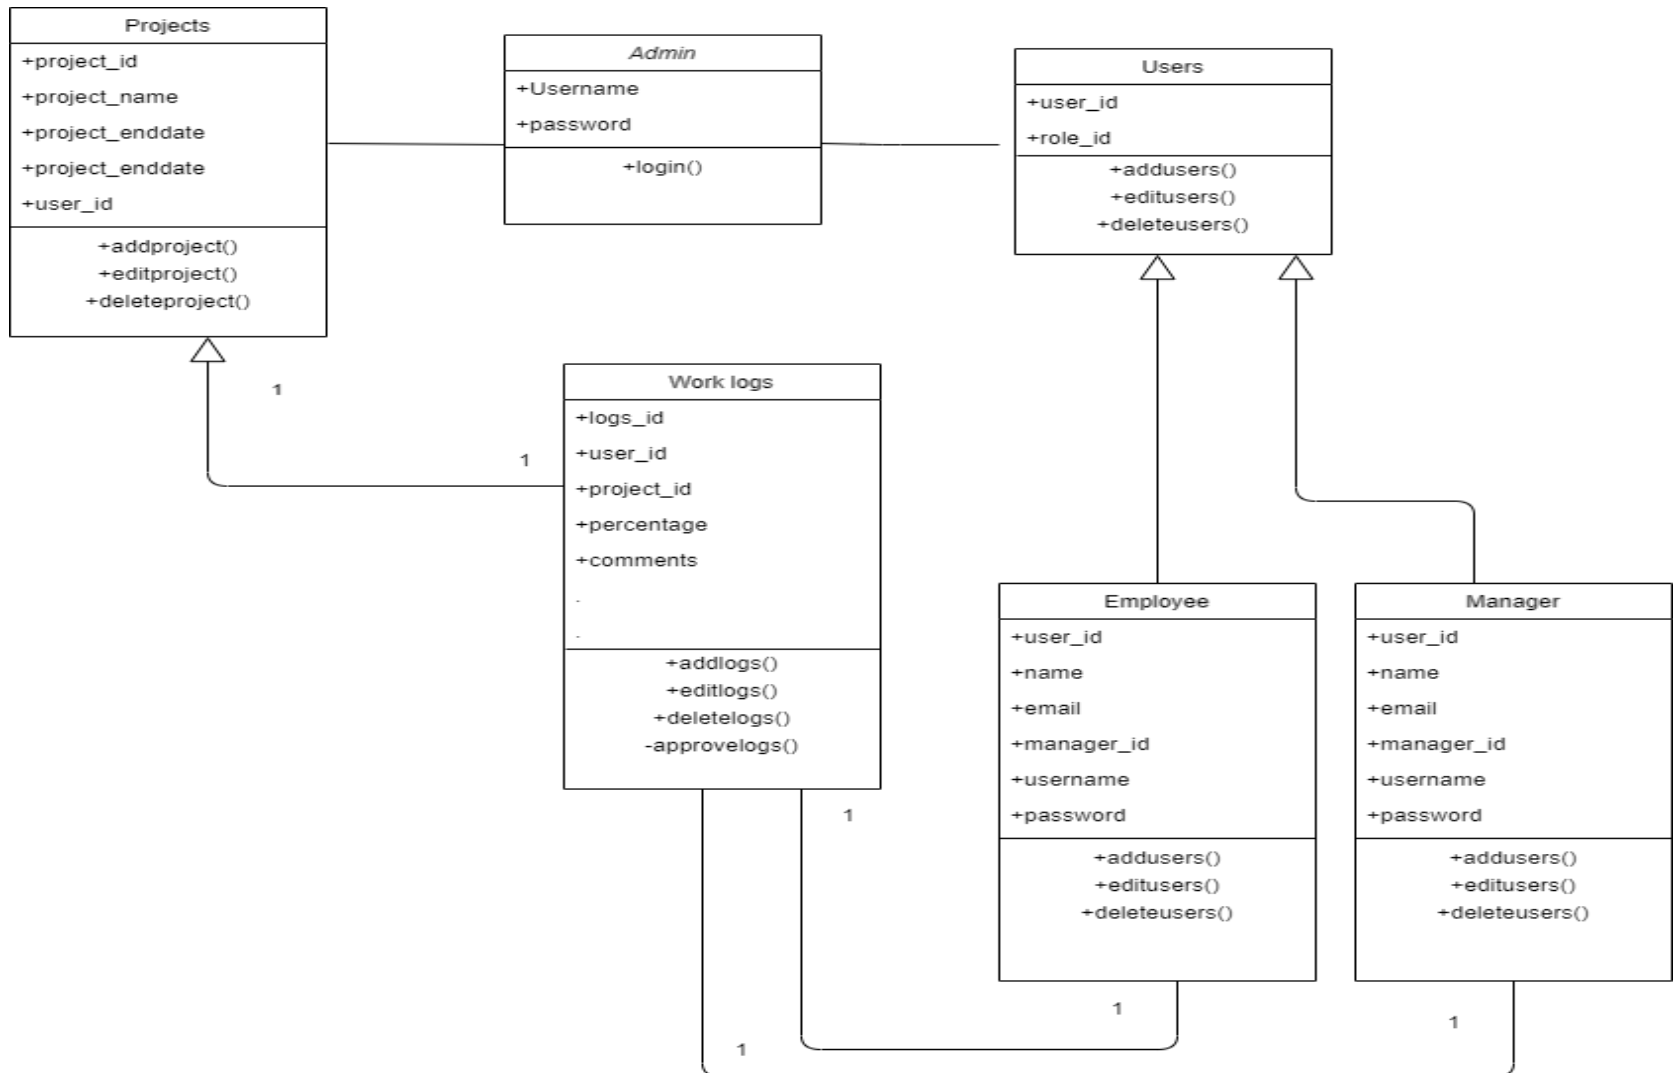 Projects
+project_id
+project_name
+project_enddate
+project_enddate
+user_id
+addproject()
+editproject()
+deleteproject()
Admin
+Username
+password
+login()
Users
+user_id
+role_id
+addusers()
+editusers()
+deleteusers()
1
1
Work logs
+logs_id
+user_id
+project_id
+percentage
+comments
.
.
+addlogs()
+editlogs()
+deletelogs()
-approvelogs()
1
1
Employee
+user_id
+name
+email
+manager_id
+username
+password
+addusers()
+editusers()
+deleteusers()
1
Manager
+user_id
+name
+email
+manager_id
+username
+password
+addusers()
+editusers()
+deleteusers()
1